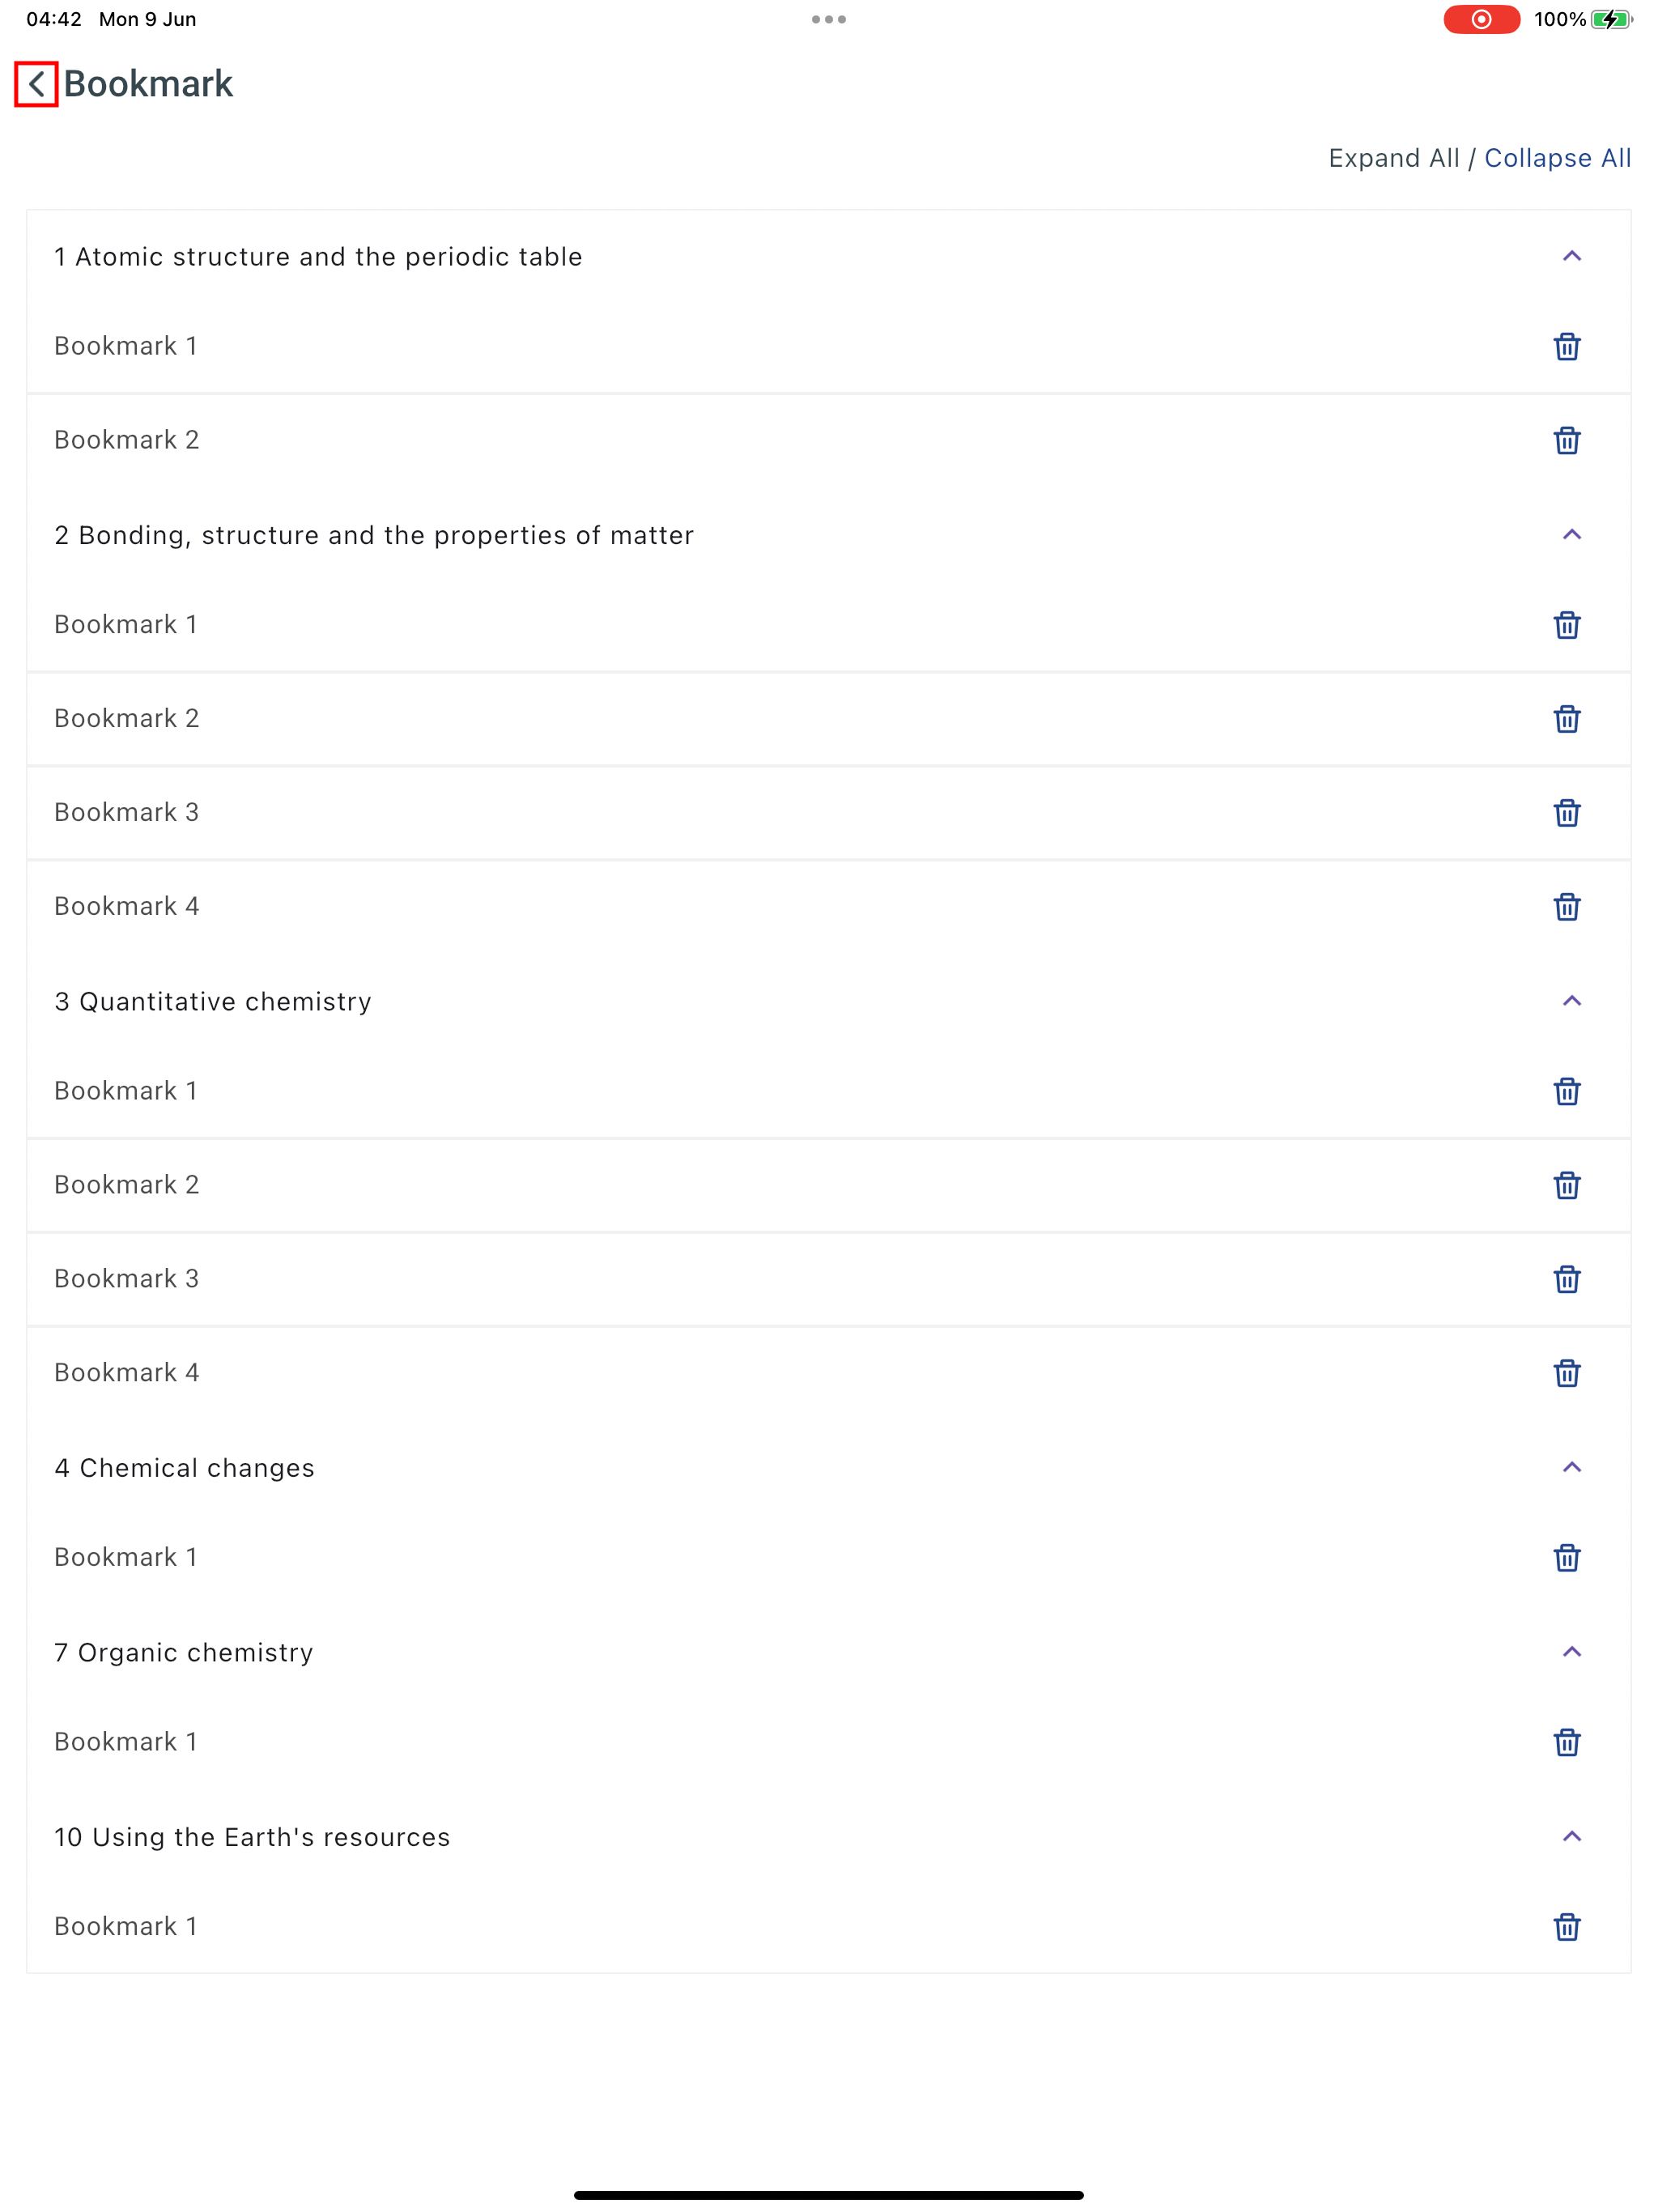 04:42 Mon 9 Jun
100%
Bookmark
Expand All / Collapse All
1 Atomic structure and the periodic table
Bookmark 1
Bookmark 2
2 Bonding, structure and the properties of matter
Bookmark 1
Bookmark 2
Bookmark 3
Bookmark 4
3 Quantitative chemistry
Bookmark 1
Bookmark 2
Bookmark 3
Bookmark 4
4 Chemical changes
Bookmark 1
7 Organic chemistry
Bookmark 1
10 Using the Earth's resources
Bookmark 1